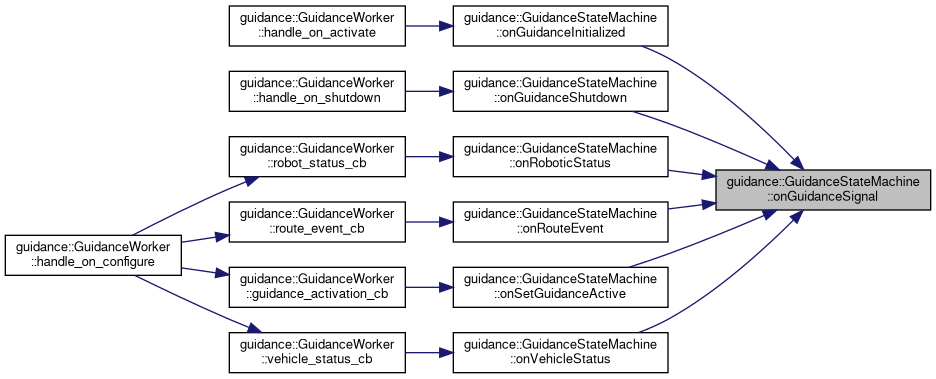 guidance::GuidanceWorker
::handle_on_activate
guidance::GuidanceStateMachine
::onGuidanceInitialized
guidance::GuidanceWorker
::handle_on_shutdown
guidance::GuidanceStateMachine
::onGuidanceShutdown
guidance::GuidanceWorker
::robot_status_cb
guidance::GuidanceStateMachine
::onRoboticStatus
guidance::GuidanceStateMachine
::onGuidanceSignal
guidance::GuidanceWorker
::route_event_cb
guidance::GuidanceStateMachine
::onRouteEvent
guidance::GuidanceWorker
::handle_on_configure
guidance::GuidanceWorker
::guidance_activation_cb
guidance::GuidanceStateMachine
::onSetGuidanceActive
guidance::GuidanceWorker
::vehicle_status_cb
guidance::GuidanceStateMachine
::onVehicleStatus